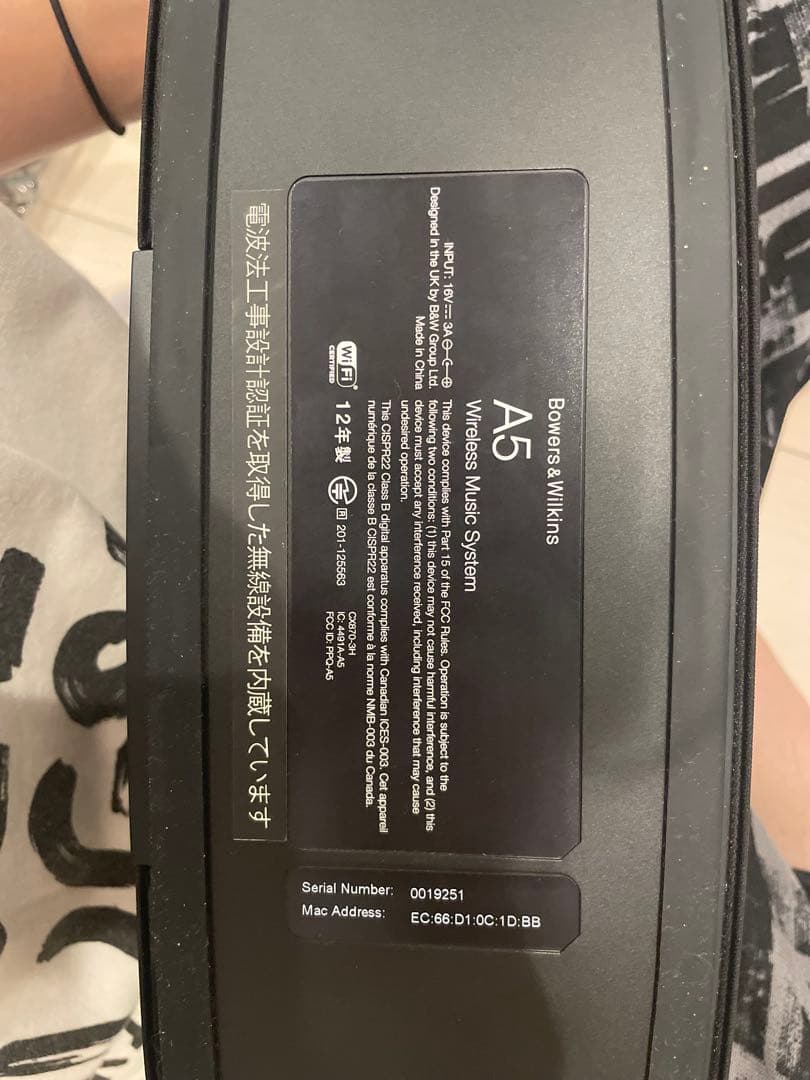 Bowers & Wilkins
A5
Wireless Music System
INPUT: 16V 3A
Designed in the UK by B&W Group Ltd.
Made in China
This device complies with Part 15 of the FCC Rules. Operation is subject to the
following two conditions: (1) this device may not cause harmful interference, and (2) this
device must accept any interference received, including interference that may cause
undesired operation.
This CISPR22 Class B digital apparatus complies with Canadian ICES-003. Cet appareil
numérique de la classe B CISPR22 est conforme à la norme NMB-003 du Canada.
Wi Fi®
CERTIFIED
12年製
201-125563
CX870-3H
IC: 4491A-A5
FCC ID: PPQ-A5
電波法工事設計認証を取得した無線設備を内蔵しています
Serial Number: 0019251
Mac Address: EC:66:D1:0C:1D:BB